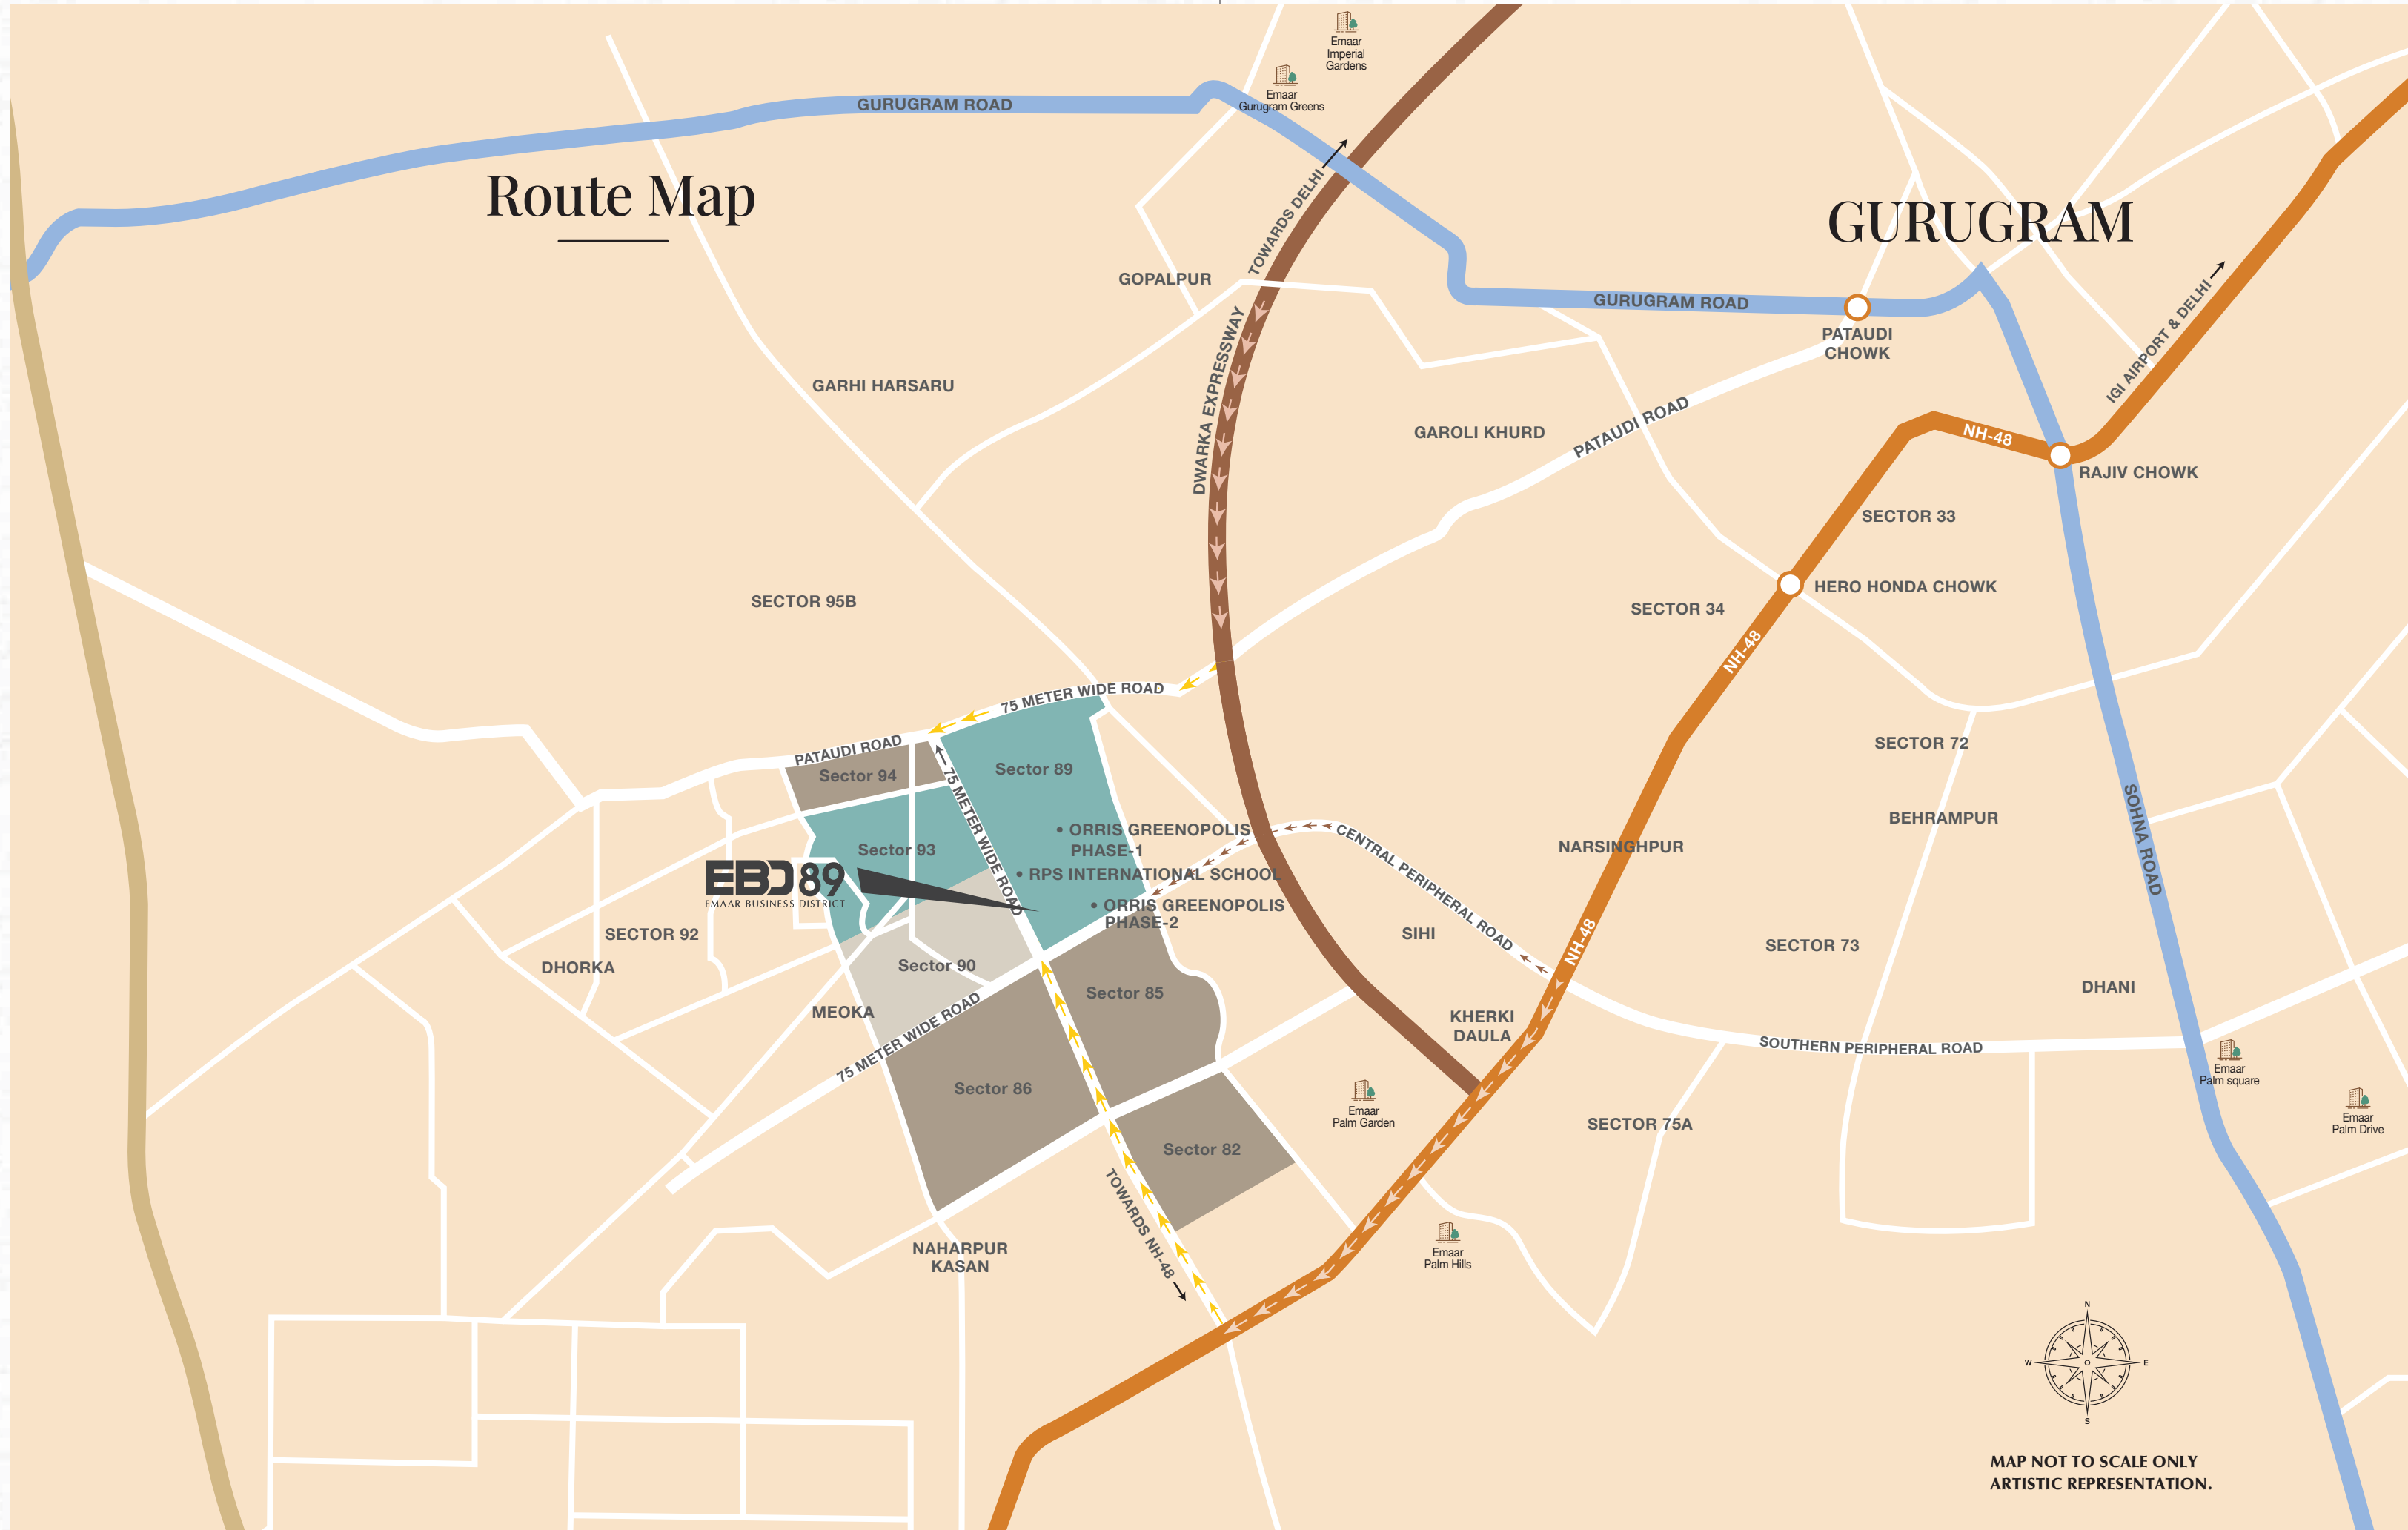 Emaar
Imperial
Gardens
Emaar
Gurugram Greens
GURUGRAM ROAD
Route Map
GURUGRAM
TOWARDS DELHI
GOPALPUR
GURUGRAM ROAD
PATAUDI
CHOWK
IGI AIRPORT & DELHI
DWARKA EXPRESSWAY
GARHI HARSARU
GAROLI KHURD
PATAUDI ROAD
NH-48
RAJIV CHOWK
SECTOR 33
HERO HONDA CHOWK
SECTOR 95B
SECTOR 34
NH-48
75 METER WIDE ROAD
PATAUDI ROAD
Sector 94
Sector 89
75 METER WIDE ROAD
SECTOR 72
BEHRAMPUR
SOHNA ROAD
• ORRIS GREENOPOLIS
PHASE-1
CENTRAL PERIPHERAL ROAD
NARSINGHPUR
Sector 93
EBD 89
EMAAR BUSINESS DISTRICT
• RPS INTERNATIONAL SCHOOL
• ORRIS GREENOPOLIS
PHASE-2
SECTOR 92
SIHI
NH-48
SECTOR 73
DHORKA
Sector 90
Sector 85
DHANI
MEOKA
75 METER WIDE ROAD
KHERKI
DAULA
SOUTHERN PERIPHERAL ROAD
Emaar
Palm square
Sector 86
Emaar
Palm Garden
SECTOR 75A
Emaar
Palm Drive
Sector 82
TOWARDS NH-48
NAHARPUR
KASAN
Emaar
Palm Hills
N
W
E
S
MAP NOT TO SCALE ONLY
ARTISTIC REPRESENTATION.